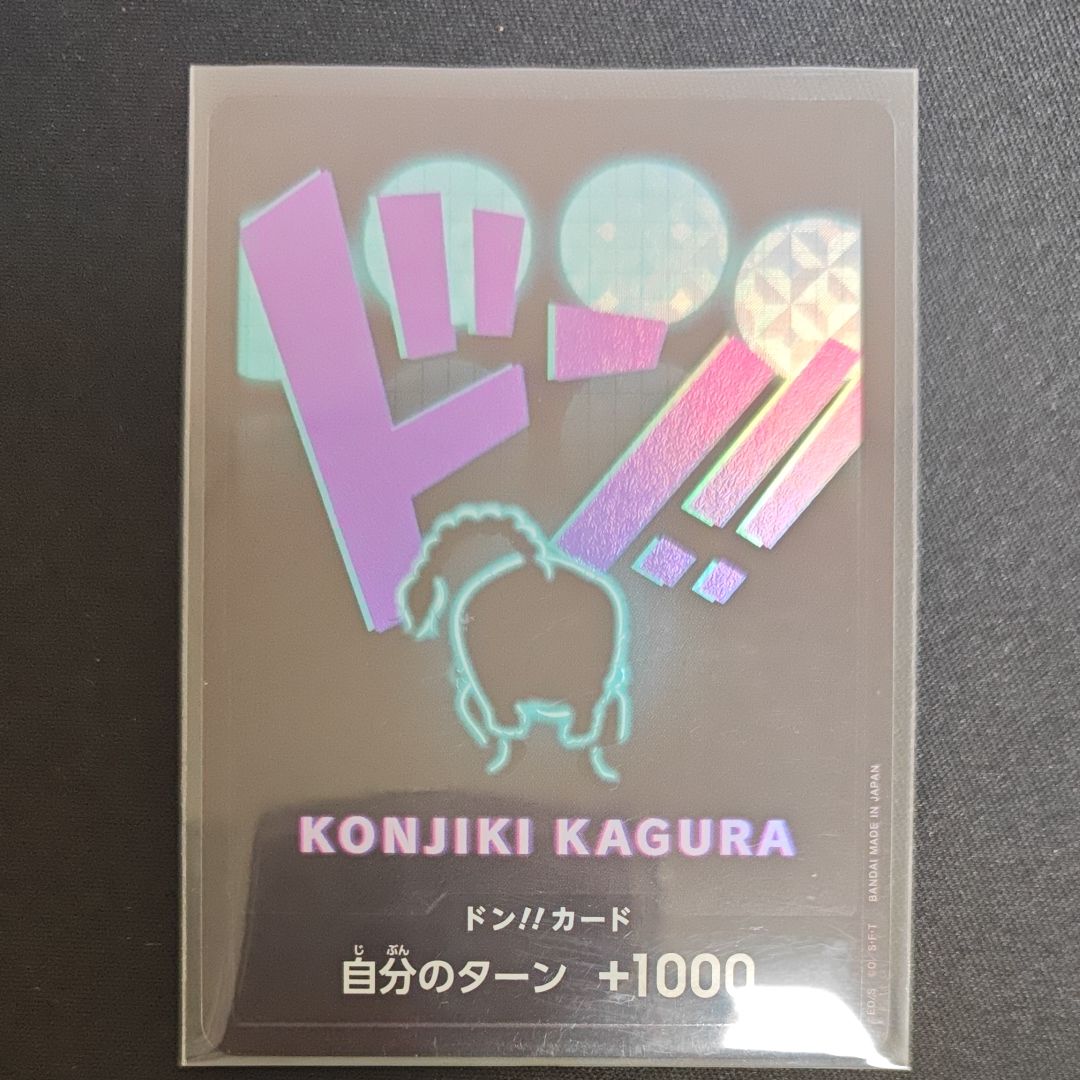 ドン!!
KONJIKI KAGURA
ドン!!カード
じ ぶん
自分のターン +1000
BANDAI MADE IN JAPAN